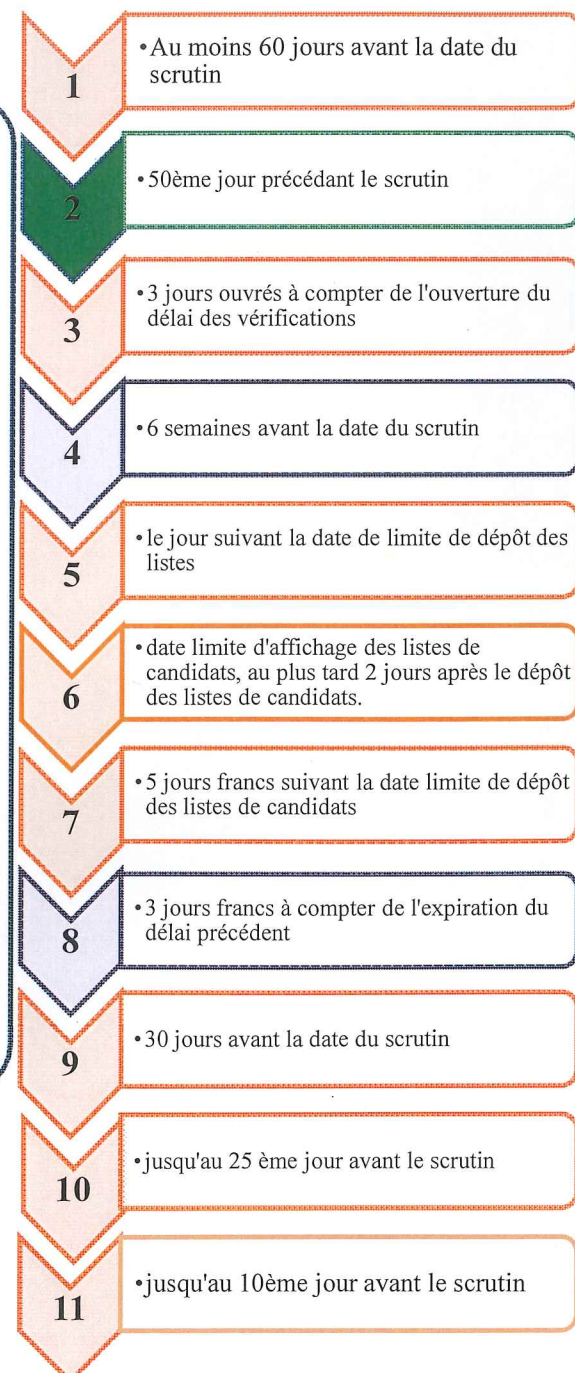 1
•Au moins 60 jours avant la date du
scrutin
2
•50ème jour précédant le scrutin
3
•3 jours ouvrés à compter de l'ouverture du
délai des vérifications
4
•6 semaines avant la date du scrutin
5
•le jour suivant la date de limite de dépôt des
listes
6
•date limite d'affichage des listes de
candidats, au plus tard 2 jours après le dépôt
des listes de candidats.
7
•5 jours francs suivant la date limite de dépôt
des listes de candidats
8
•3 jours francs à compter de l'expiration du
délai précédent
9
•30 jours avant la date du scrutin
10
•jusqu'au 25 ème jour avant le scrutin
11
•jusqu'au 10ème jour avant le scrutin